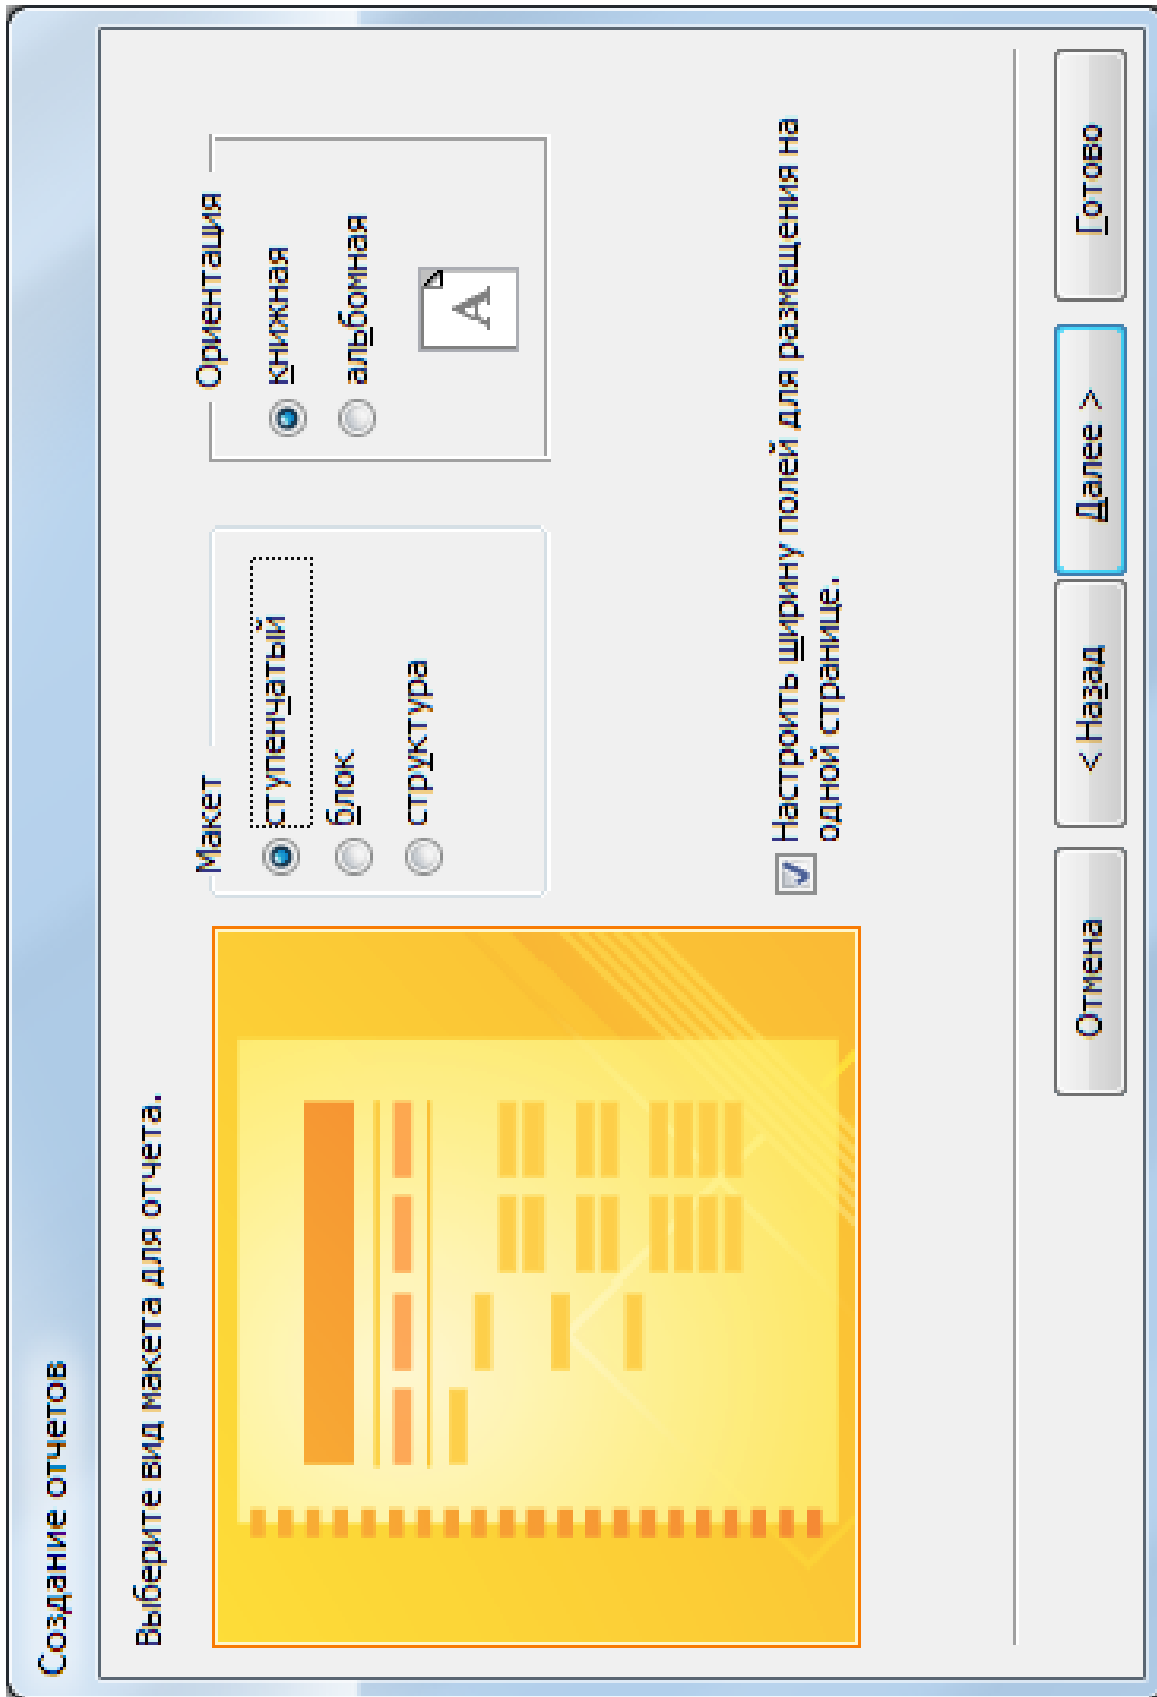 Создание отчетов
Выберите вид макета для отчета.
Макет
ступенчатый
блок
структура
Ориентация
книжная
альбомная
A
Настроить ширину полей для размещения на
одной странице.
Отмена
< Назад
Далее >
Готово